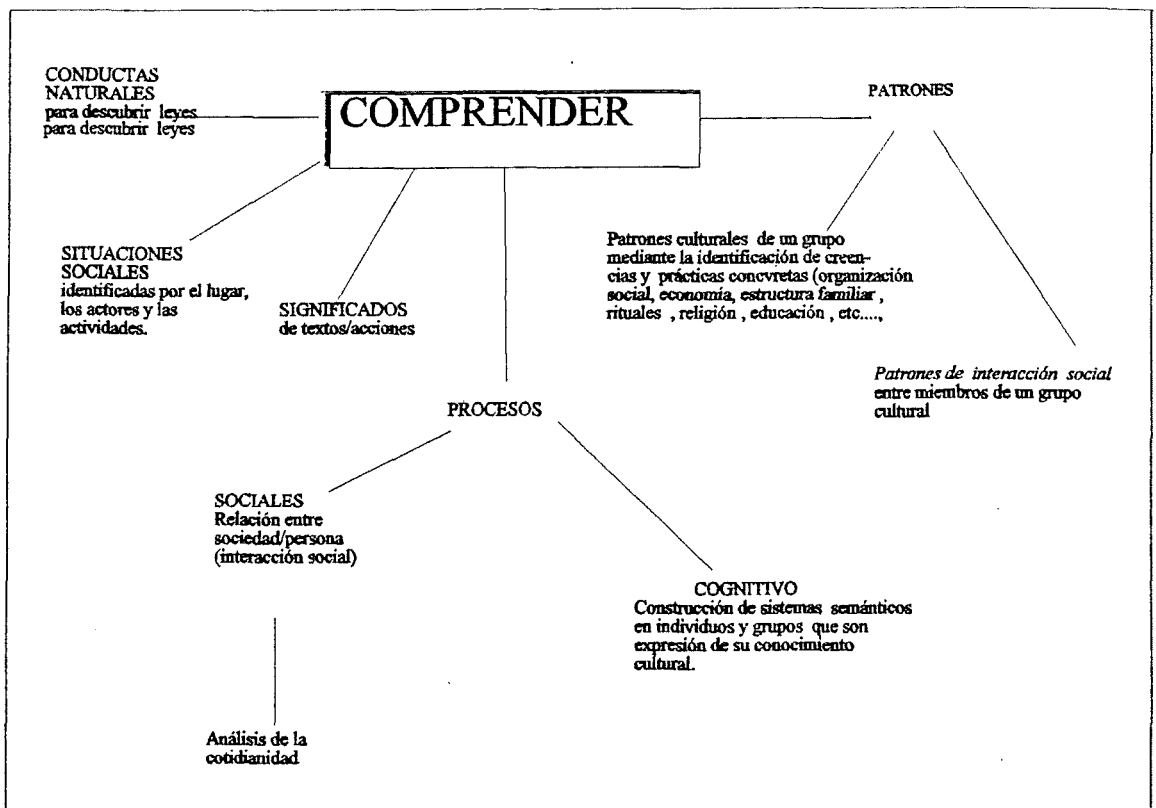 CONDUCTAS
NATURALES
para descubrir leyes
para descubrir leyes
COMPRENDER
PATRONES
SITUACIONES
SOCIALES
identificadas por el lugar,
los actores y las
actividades.
SIGNIFICADOS
de textos/acciones
Patrones culturales de un grupo
mediante la identificación de creen-
cias y prácticas concvretas (organización
social, economía, estructura familiar ,
rituales , religión , educación , etc....,
Patrones de interacción social
entre miembros de un grupo
cultural
PROCESOS
SOCIALES
Relación entre
sociedad/persona
(interacción social)
COGNITIVO
Construcción de sistemas semánticos
en individuos y grupos que son
expresión de su conocimiento
cultural.
Análisis de la
cotidianidad